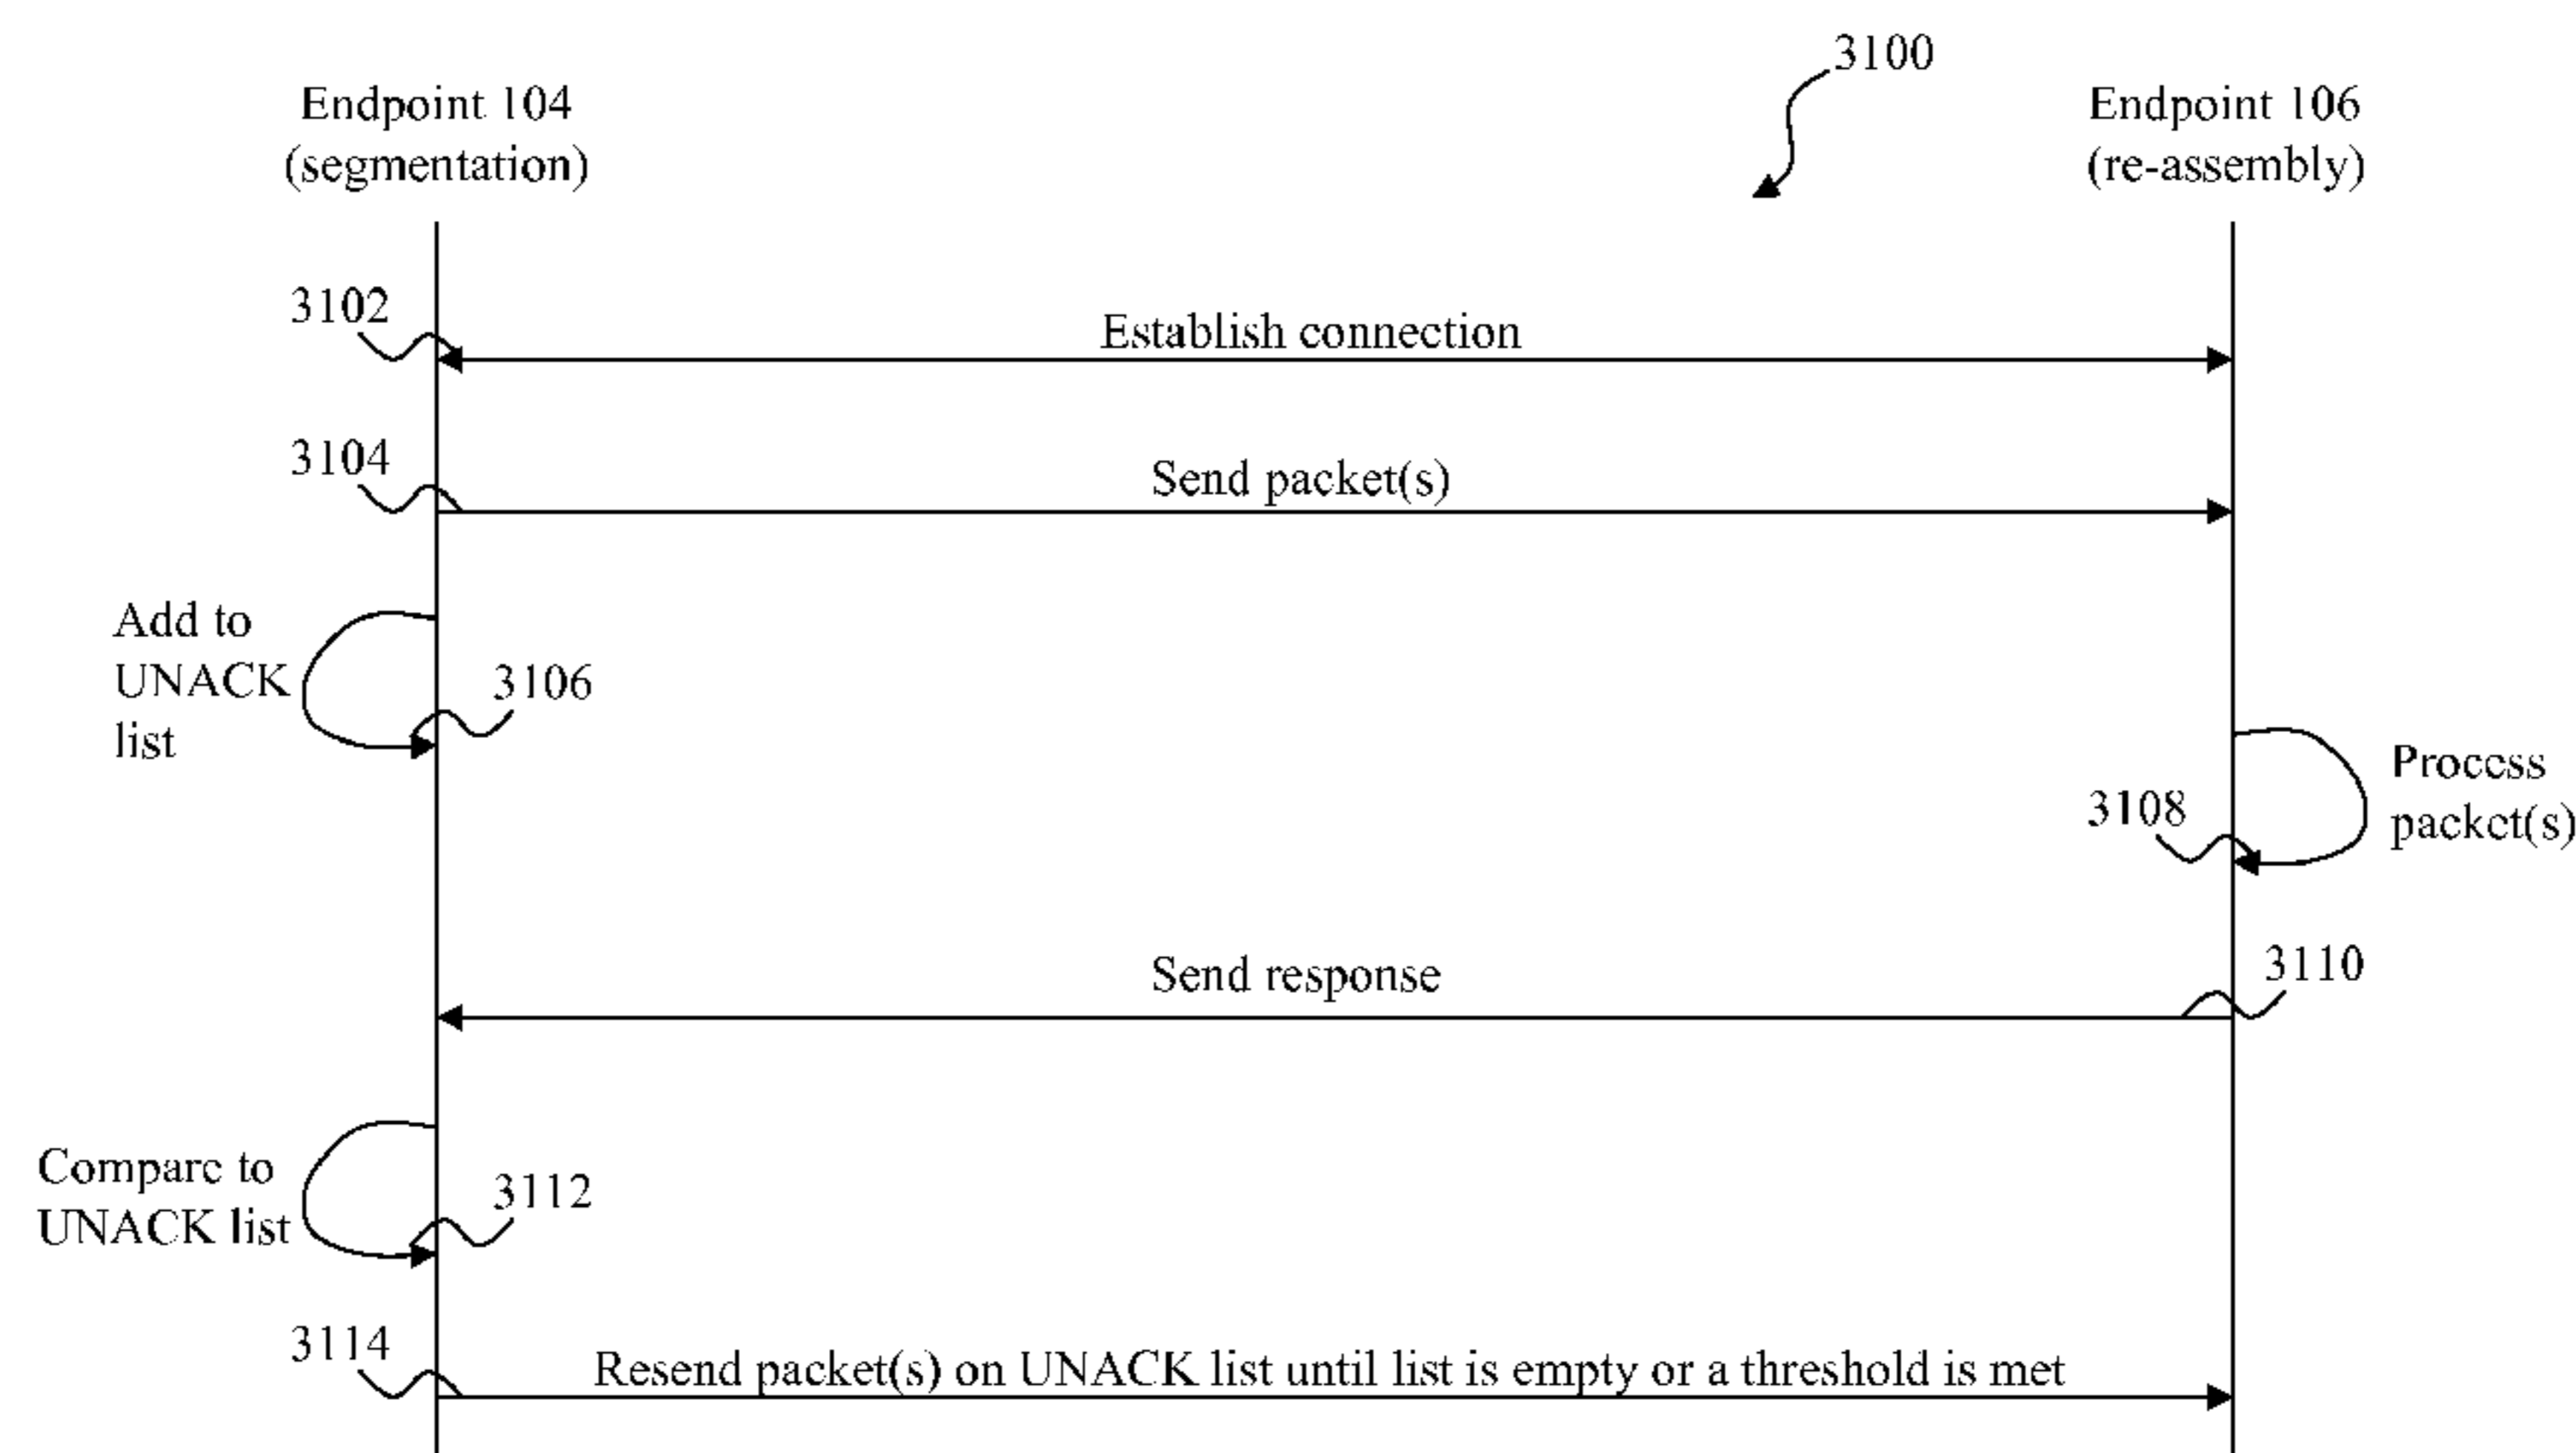 3100
Endpoint 104
(segmentation)
Endpoint 106
(re-assembly)
3102
Establish connection
3104
Send packet(s)
Add to
UNACK
list
3106
Process
packet(s)
3108
Send response
3110
Compare to
UNACK list
3112
3114
Resend packet(s) on UNACK list until list is empty or a threshold is met